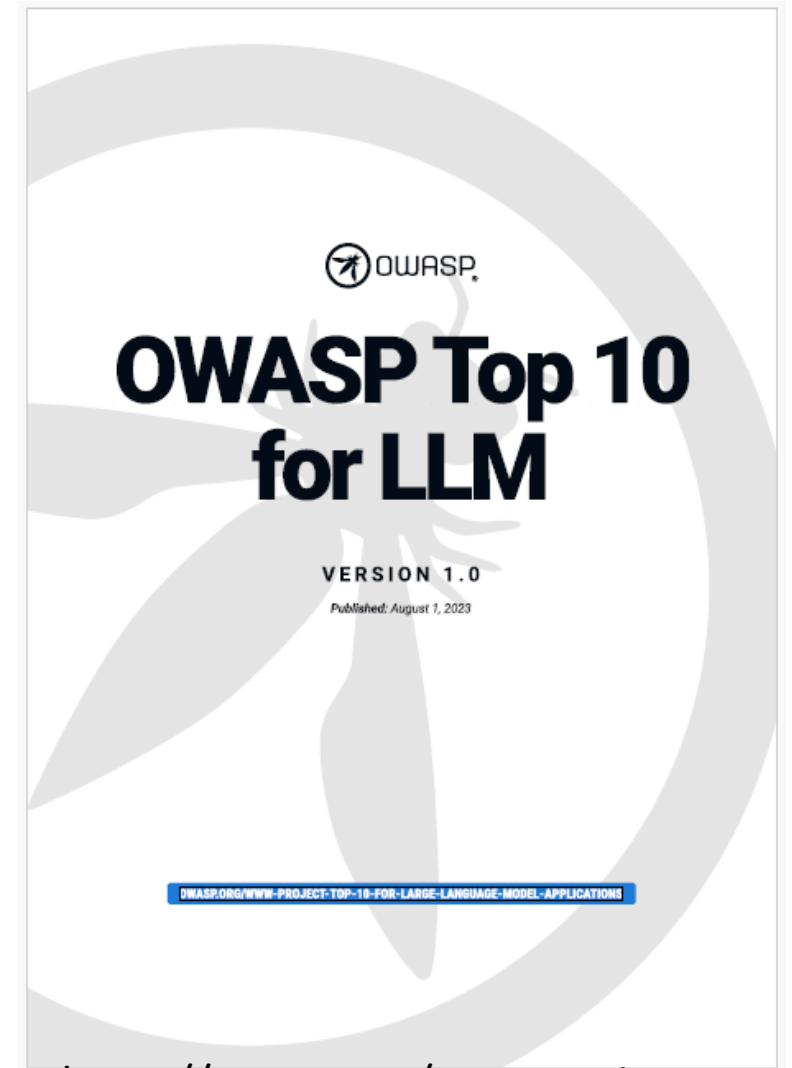 OWASP
OWASP Top 10
for LLM
VERSION 1.0
Published: August 1, 2023
OWASP.ORG/WWW-PROJECT-TOP-10-FOR-LARGE-LANGUAGE-MODEL-APPLICATIONS